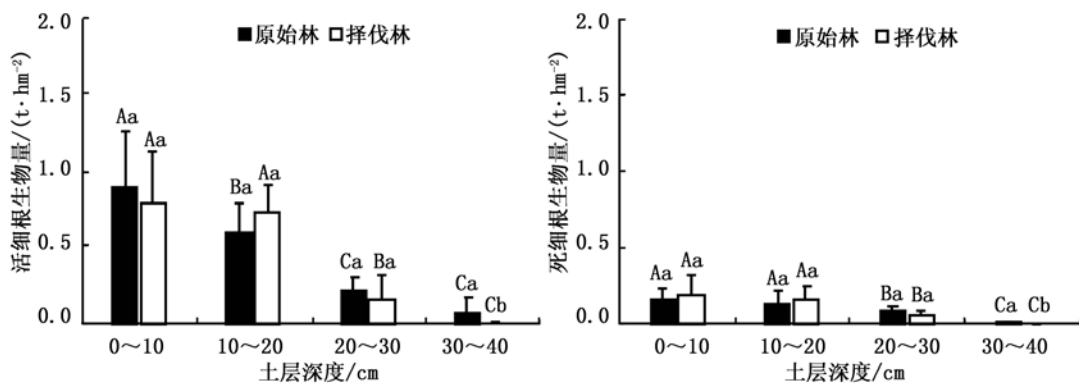 2.0
1.5
1.0
0.5
0.0
活细根生物量/(t·hm⁻²)
■原始林 □择伐林
Aa Aa
Ba Aa
Ca Ba
Ca Cb
0～10 10～20 20～30 30～40
土层深度/cm
2.0
1.5
1.0
0.5
0.0
死细根生物量/(t·hm⁻²)
■原始林 □择伐林
Aa Aa
Aa Aa
Ba Ba
Ca Cb
0～10 10～20 20～30 30～40
土层深度/cm